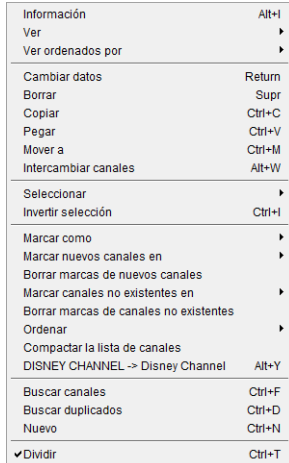 Información Alt+I
Ver
Ver ordenados por
Cambiar datos Return
Borrar Supr
Copiar Ctrl+C
Pegar Ctrl+V
Mover a Ctrl+M
Intercambiar canales Alt+W
Seleccionar
Invertir selección Ctrl+I
Marcar como
Marcar nuevos canales en
Borrar marcas de nuevos canales
Marcar canales no existentes en
Borrar marcas de canales no existentes
Ordenar
Compactar la lista de canales
DISNEY CHANNEL -> Disney Channel Alt+Y
Buscar canales Ctrl+F
Buscar duplicados Ctrl+D
Nuevo Ctrl+N
Dividir Ctrl+T